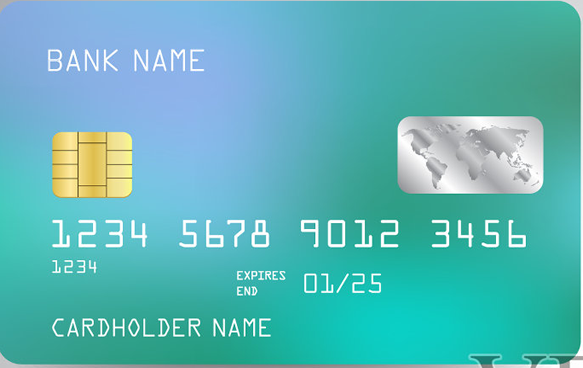 BANK NAME
1234 5678 9012 3456
1234
EXPIRES
END
01/25
CARDHOLDER NAME